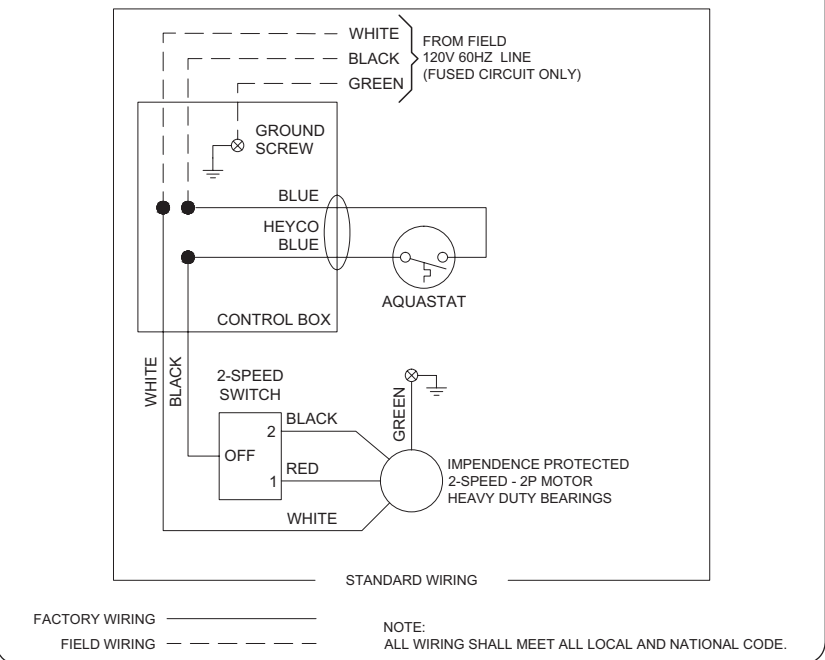 WHITE
BLACK
GREEN
FROM FIELD
120V 60HZ LINE
(FUSED CIRCUIT ONLY)
GROUND
SCREW
BLUE
HEYCO
BLUE
AQUASTAT
CONTROL BOX
WHITE
BLACK
2-SPEED
SWITCH
2
OFF
1
BLACK
RED
WHITE
GREEN
IMPENDENCE PROTECTED
2-SPEED - 2P MOTOR
HEAVY DUTY BEARINGS
STANDARD WIRING
FACTORY WIRING
FIELD WIRING
NOTE:
ALL WIRING SHALL MEET ALL LOCAL AND NATIONAL CODE.